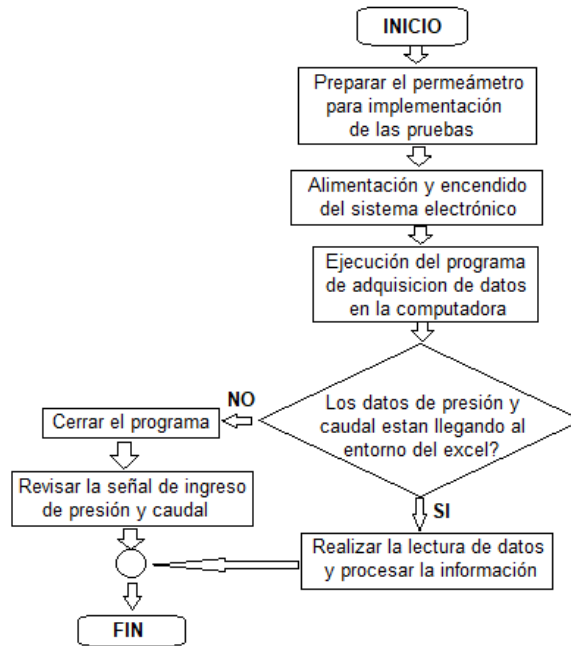 INICIO
Preparar el permeámetro
para implementación
de las pruebas
Alimentación y encendido
del sistema electrónico
Ejecución del programa
de adquisicion de datos
en la computadora
Los datos de presión y
caudal estan llegando al
entorno del excel?
NO
Cerrar el programa
Revisar la señal de ingreso
de presión y caudal
SI
Realizar la lectura de datos
y procesar la información
FIN